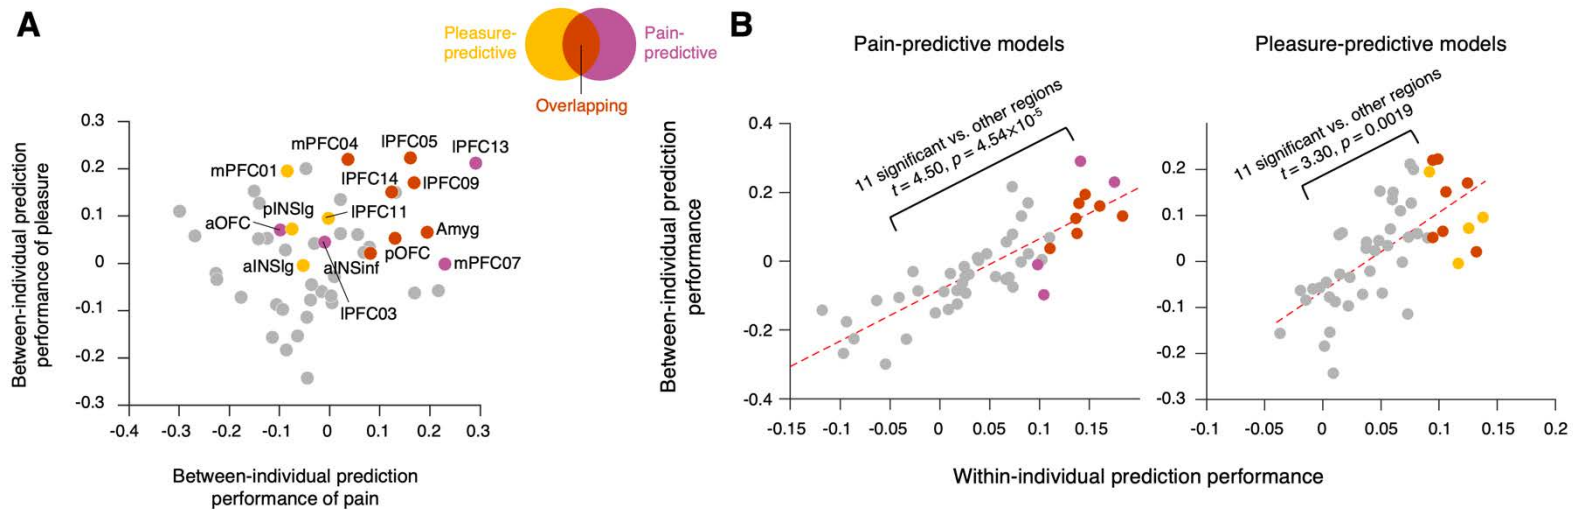 A
Pleasure-
predictive
Pain-
predictive
Overlapping
Between-individual prediction
performance of pleasure
0.3
0.2
0.1
0
-0.1
-0.2
-0.3
-0.4
-0.3
-0.2
-0.1
0
0.1
0.2
0.3
mPFC04
lPFC05
lPFC13
mPFC01
lPFC14
lPFC09
pINSlg
lPFC11
aOFC
Amyg
pOFC
aINSlg
aINSinf
mPFC07
lPFC03
Between-individual prediction
performance of pain
B
Pain-predictive models
11 significant vs. other regions
t = 4.50, p = 4.54×10-5
Between-individual prediction
performance
0.4
0.2
0
-0.2
-0.4
-0.15
-0.1
-0.05
0
0.05
0.1
0.15
Pleasure-predictive models
11 significant vs. other regions
t = 3.30, p = 0.0019
0.2
0.1
0
-0.1
-0.2
-0.3
-0.1
-0.05
0
0.05
0.1
0.15
0.2
Within-individual prediction performance